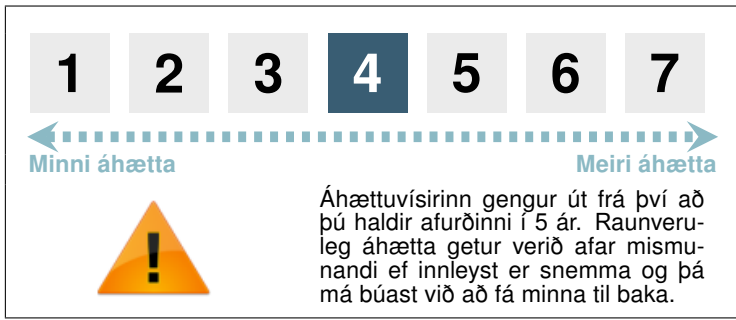 1 2 3 4 5 6 7
Minni áhætta Meiri áhætta
Áhættuvísirinn gengur út frá því að
þú haldir afurðinni í 5 ár. Raunveru-
leg áhætta getur verið afar mismu-
nandi ef innleyst er snemma og þá
má búast við að fá minna til baka.